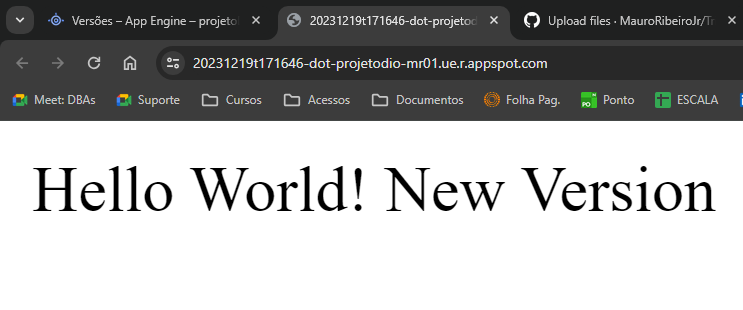 Versões – App Engine – projeto
20231219t171646-dot-projetod
Upload files · MauroRibeiroJr/Tr
20231219t171646-dot-projetodio-mr01.ue.r.appspot.com
Meet: DBAs Suporte Cursos Acessos Documentos Folha Pag. Ponto ESCALA
Hello World! New Version